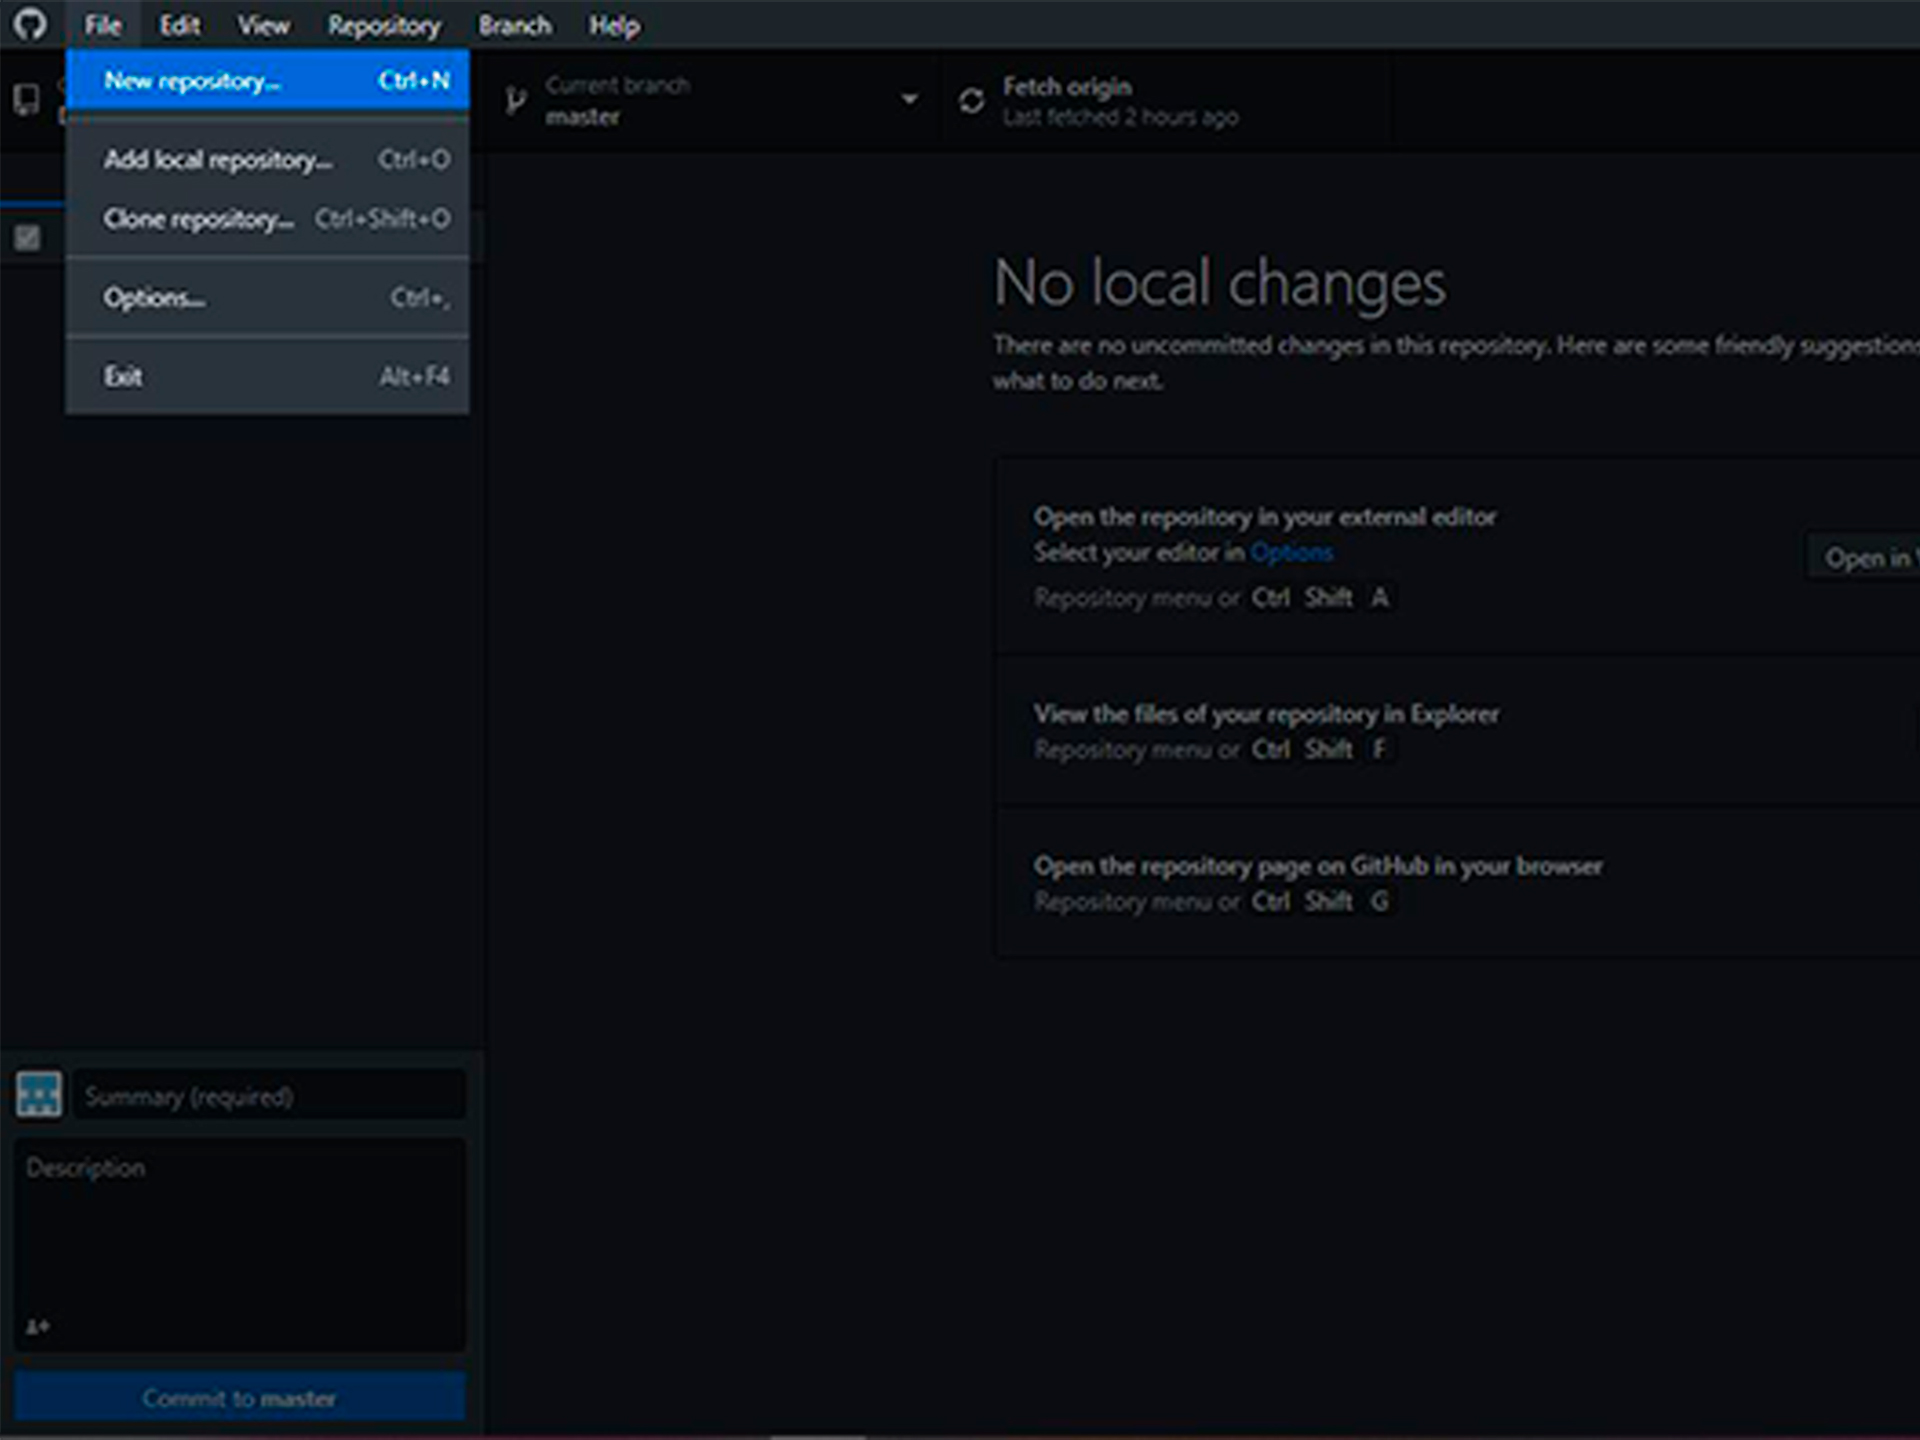 File Edit View Repository Branch Help
New repository... Ctrl+N
Add local repository... Ctrl+O
Clone repository... Ctrl+Shift+O
Options... Ctrl+,
Exit Alt+F4
Current branch
master
Fetch origin
Last fetched 2 hours ago
No local changes
There are no uncommitted changes in this repository. Here are some friendly suggestions
what to do next.
Open the repository in your external editor
Select your editor in Options
Repository menu or Ctrl Shift A
Open in
View the files of your repository in Explorer
Repository menu or Ctrl Shift F
Open the repository page on GitHub in your browser
Repository menu or Ctrl Shift G
Summary (required)
Description
Commit to master